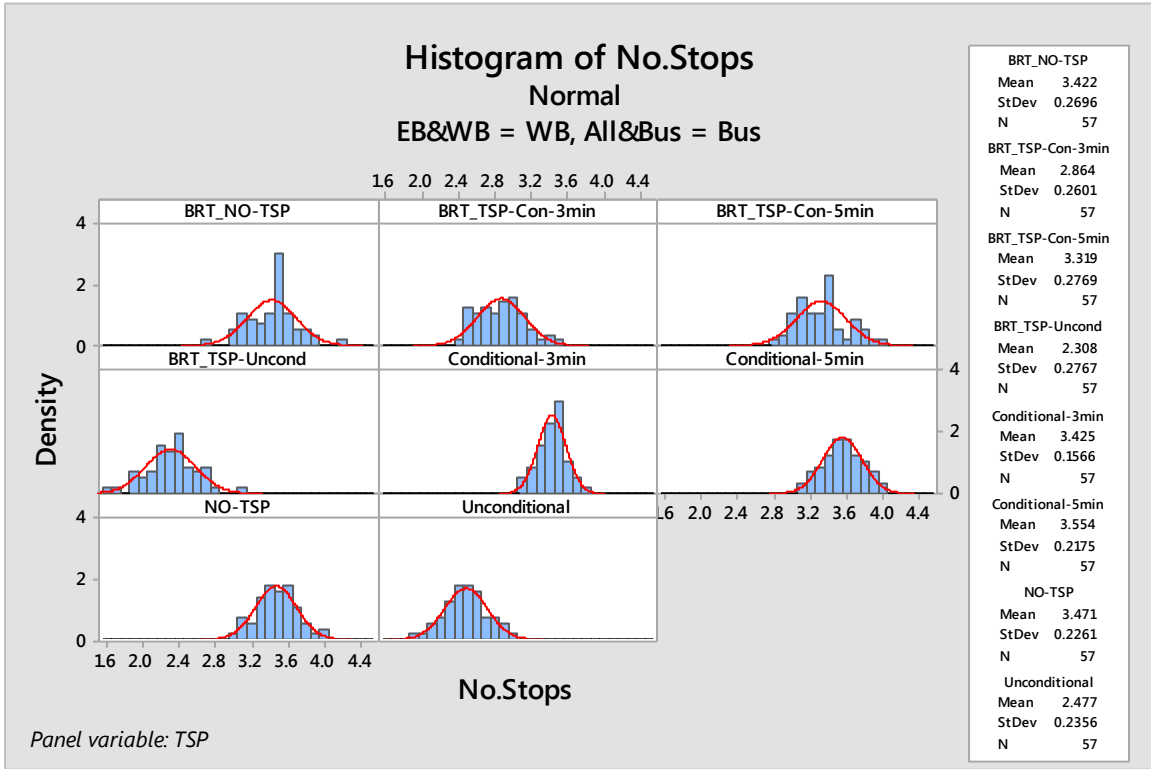 Histogram of No.Stops
Normal
EB&WB = WB, All&Bus = Bus
1.6 2.0 2.4 2.8 3.2 3.6 4.0 4.4
BRT_NO-TSP BRT_TSP-Con-3min BRT_TSP-Con-5min
4
2
0
BRT_TSP-Uncond Conditional-3min Conditional-5min
4
2
0
NO-TSP Unconditional
1.6 2.0 2.4 2.8 3.2 3.6 4.0 4.4
4
2
0
1.6 2.0 2.4 2.8 3.2 3.6 4.0 4.4
Density
No.Stops
Panel variable: TSP
BRT_NO-TSP
Mean 3.422
StDev 0.2696
N 57
BRT_TSP-Con-3min
Mean 2.864
StDev 0.2601
N 57
BRT_TSP-Con-5min
Mean 3.319
StDev 0.2769
N 57
BRT_TSP-Uncond
Mean 2.308
StDev 0.2767
N 57
Conditional-3min
Mean 3.425
StDev 0.1566
N 57
Conditional-5min
Mean 3.554
StDev 0.2175
N 57
NO-TSP
Mean 3.471
StDev 0.2261
N 57
Unconditional
Mean 2.477
StDev 0.2356
N 57